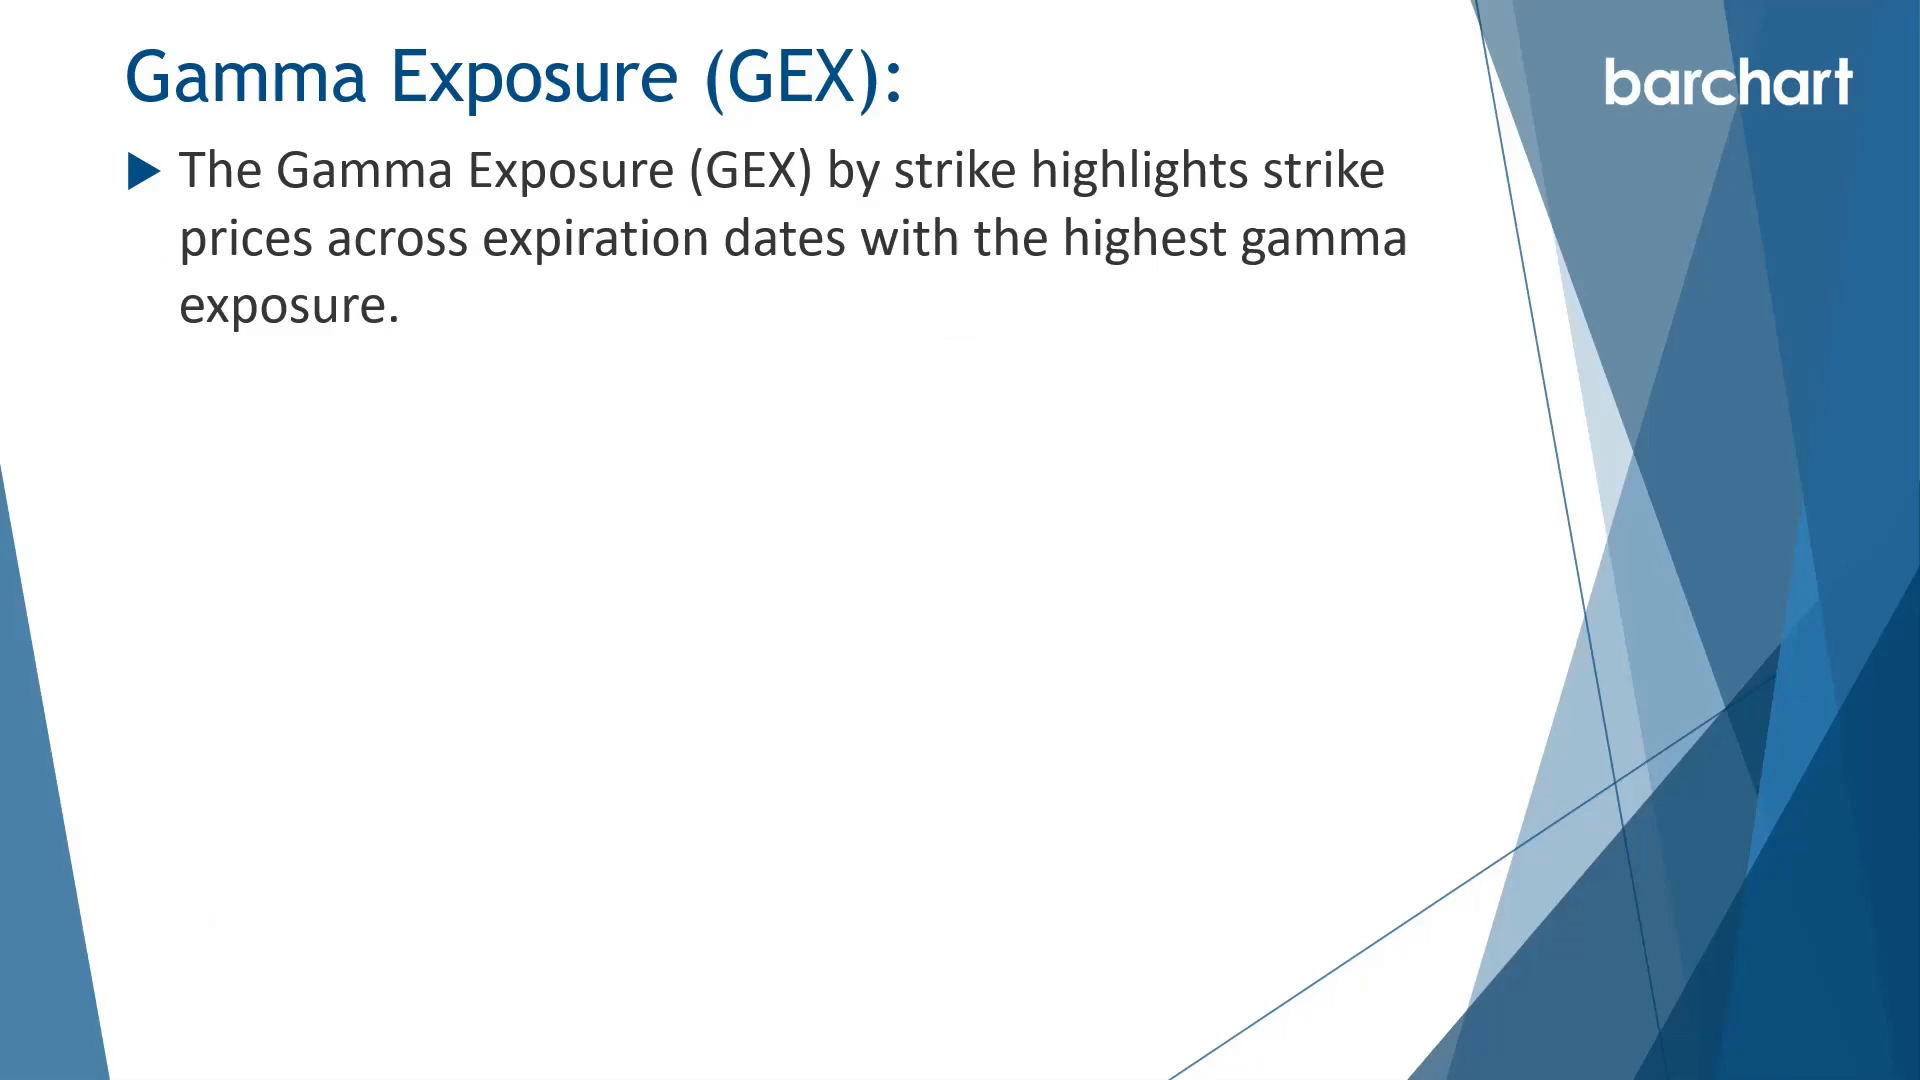 Gamma Exposure (GEX):
barchart
The Gamma Exposure (GEX) by strike highlights strike
prices across expiration dates with the highest gamma
exposure.